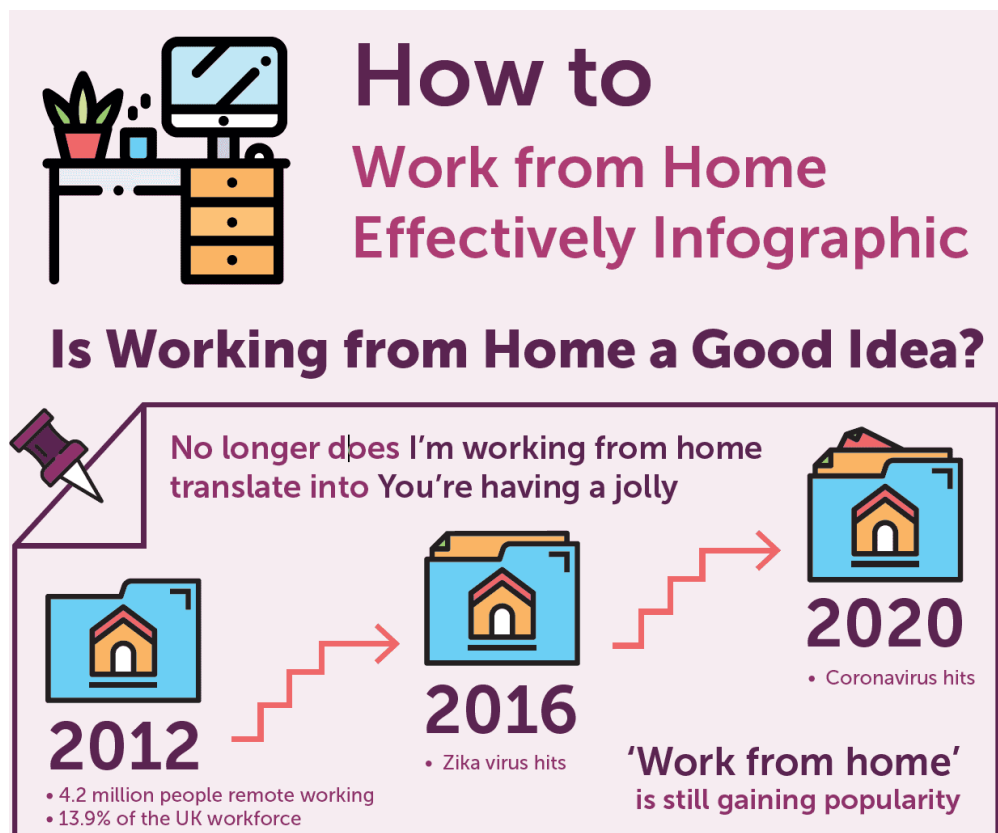 How to
Work from Home
Effectively Infographic
Is Working from Home a Good Idea?
No longer does I’m working from home
translate into You’re having a jolly
2012
• 4.2 million people remote working
• 13.9% of the UK workforce
2016
• Zika virus hits
2020
• Coronavirus hits
‘Work from home’
is still gaining popularity